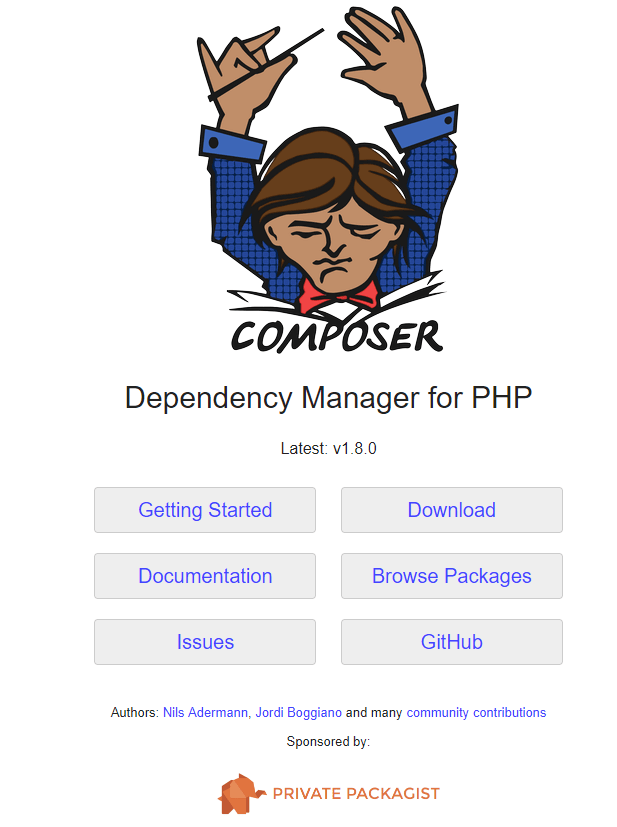 COMPOSER
Dependency Manager for PHP
Latest: v1.8.0
Getting Started
Download
Documentation
Browse Packages
Issues
GitHub
Authors: Nils Adermann, Jordi Boggiano and many community contributions
Sponsored by:
PRIVATE PACKAGIST